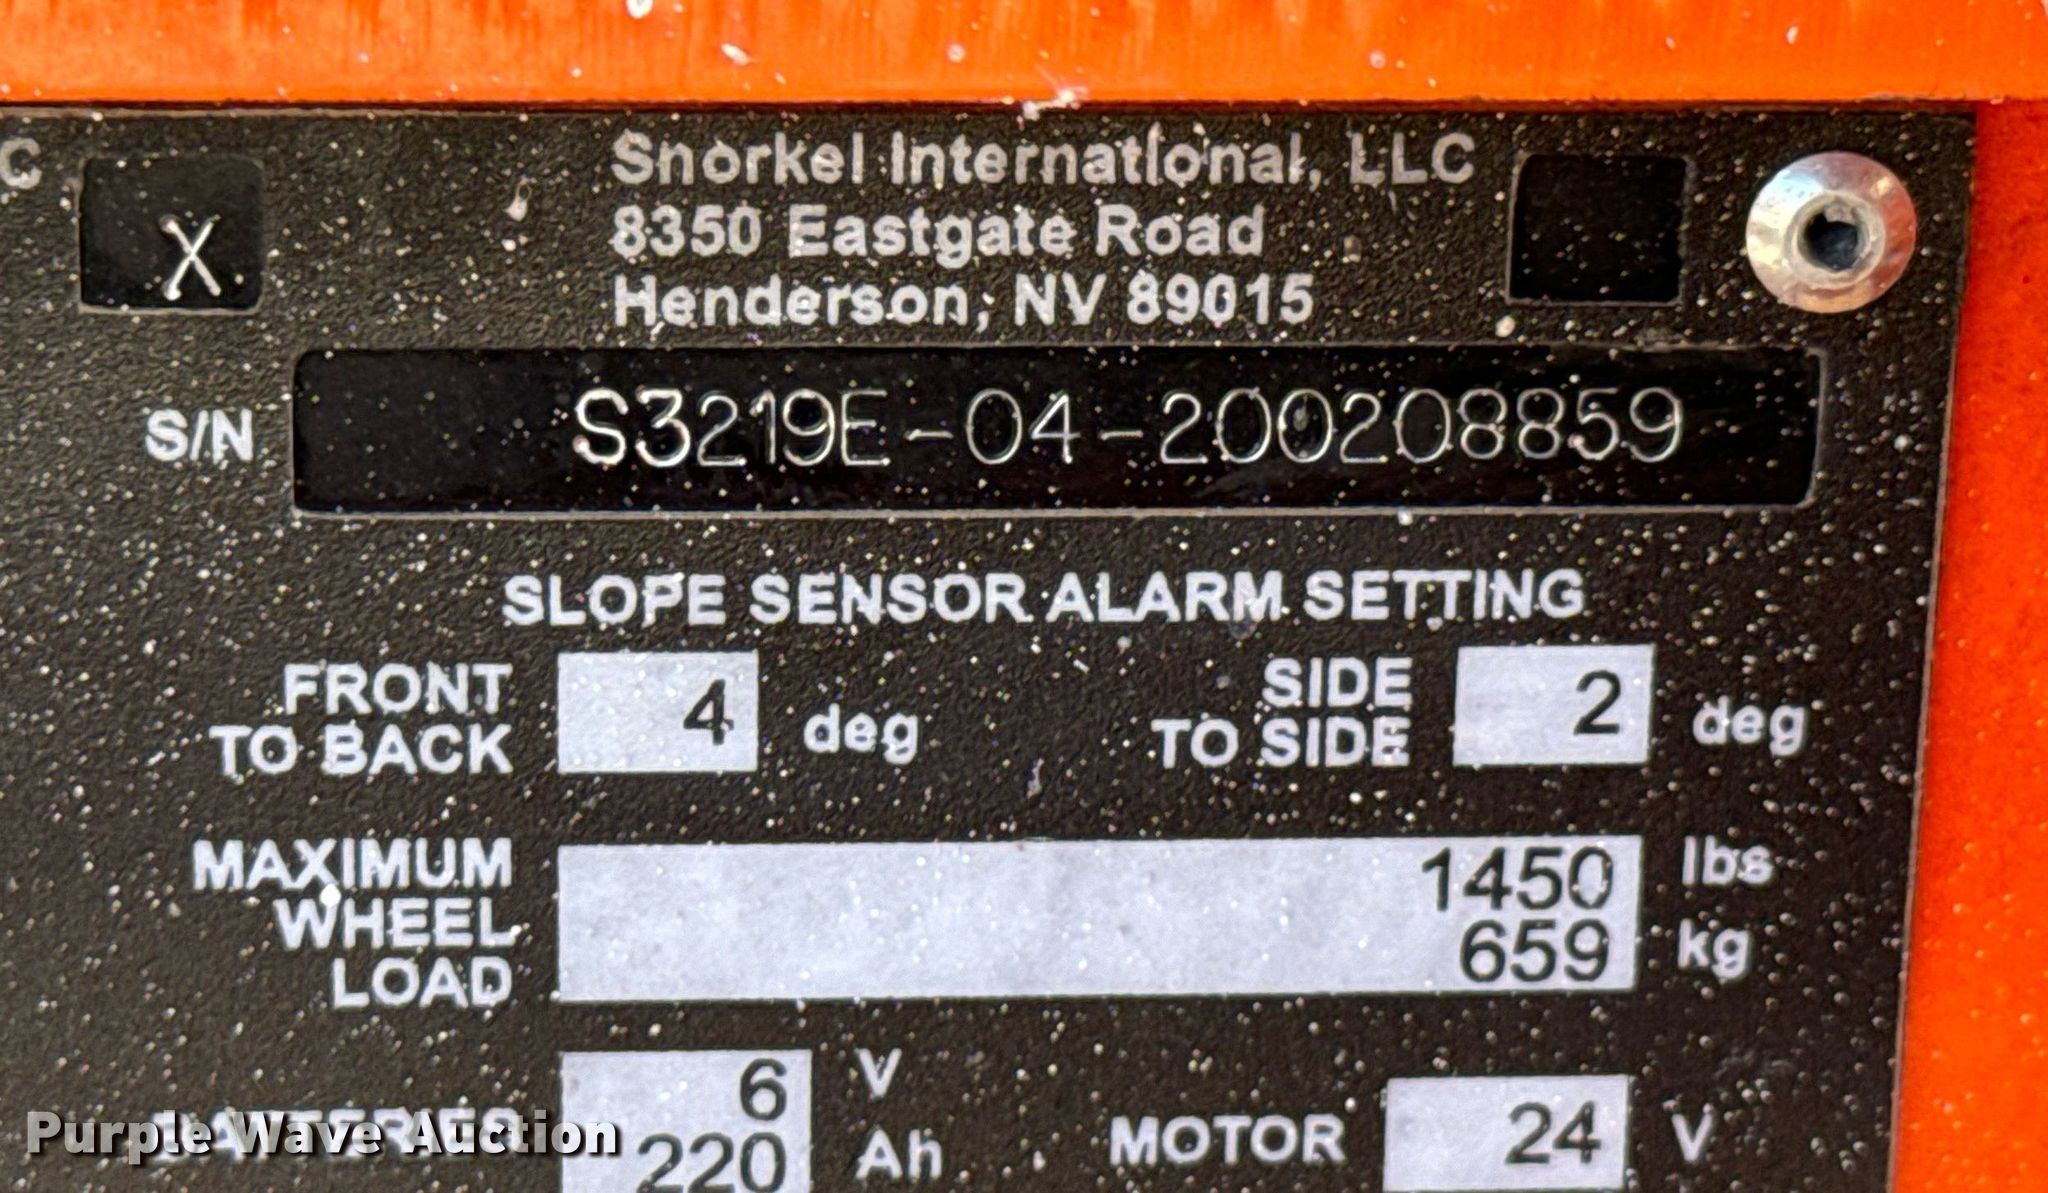 C
X
Snorkel International, LLC
8350 Eastgate Road
Henderson, NV 89015
S/N S3219E-04-200208859
SLOPE SENSOR ALARM SETTING
FRONT
TO BACK
4 deg
SIDE
TO SIDE
2 deg
MAXIMUM
WHEEL
LOAD
1450 lbs
659 kg
BATTERIES
6 V
220 Ah
MOTOR 24 V
Purple Wave Auction